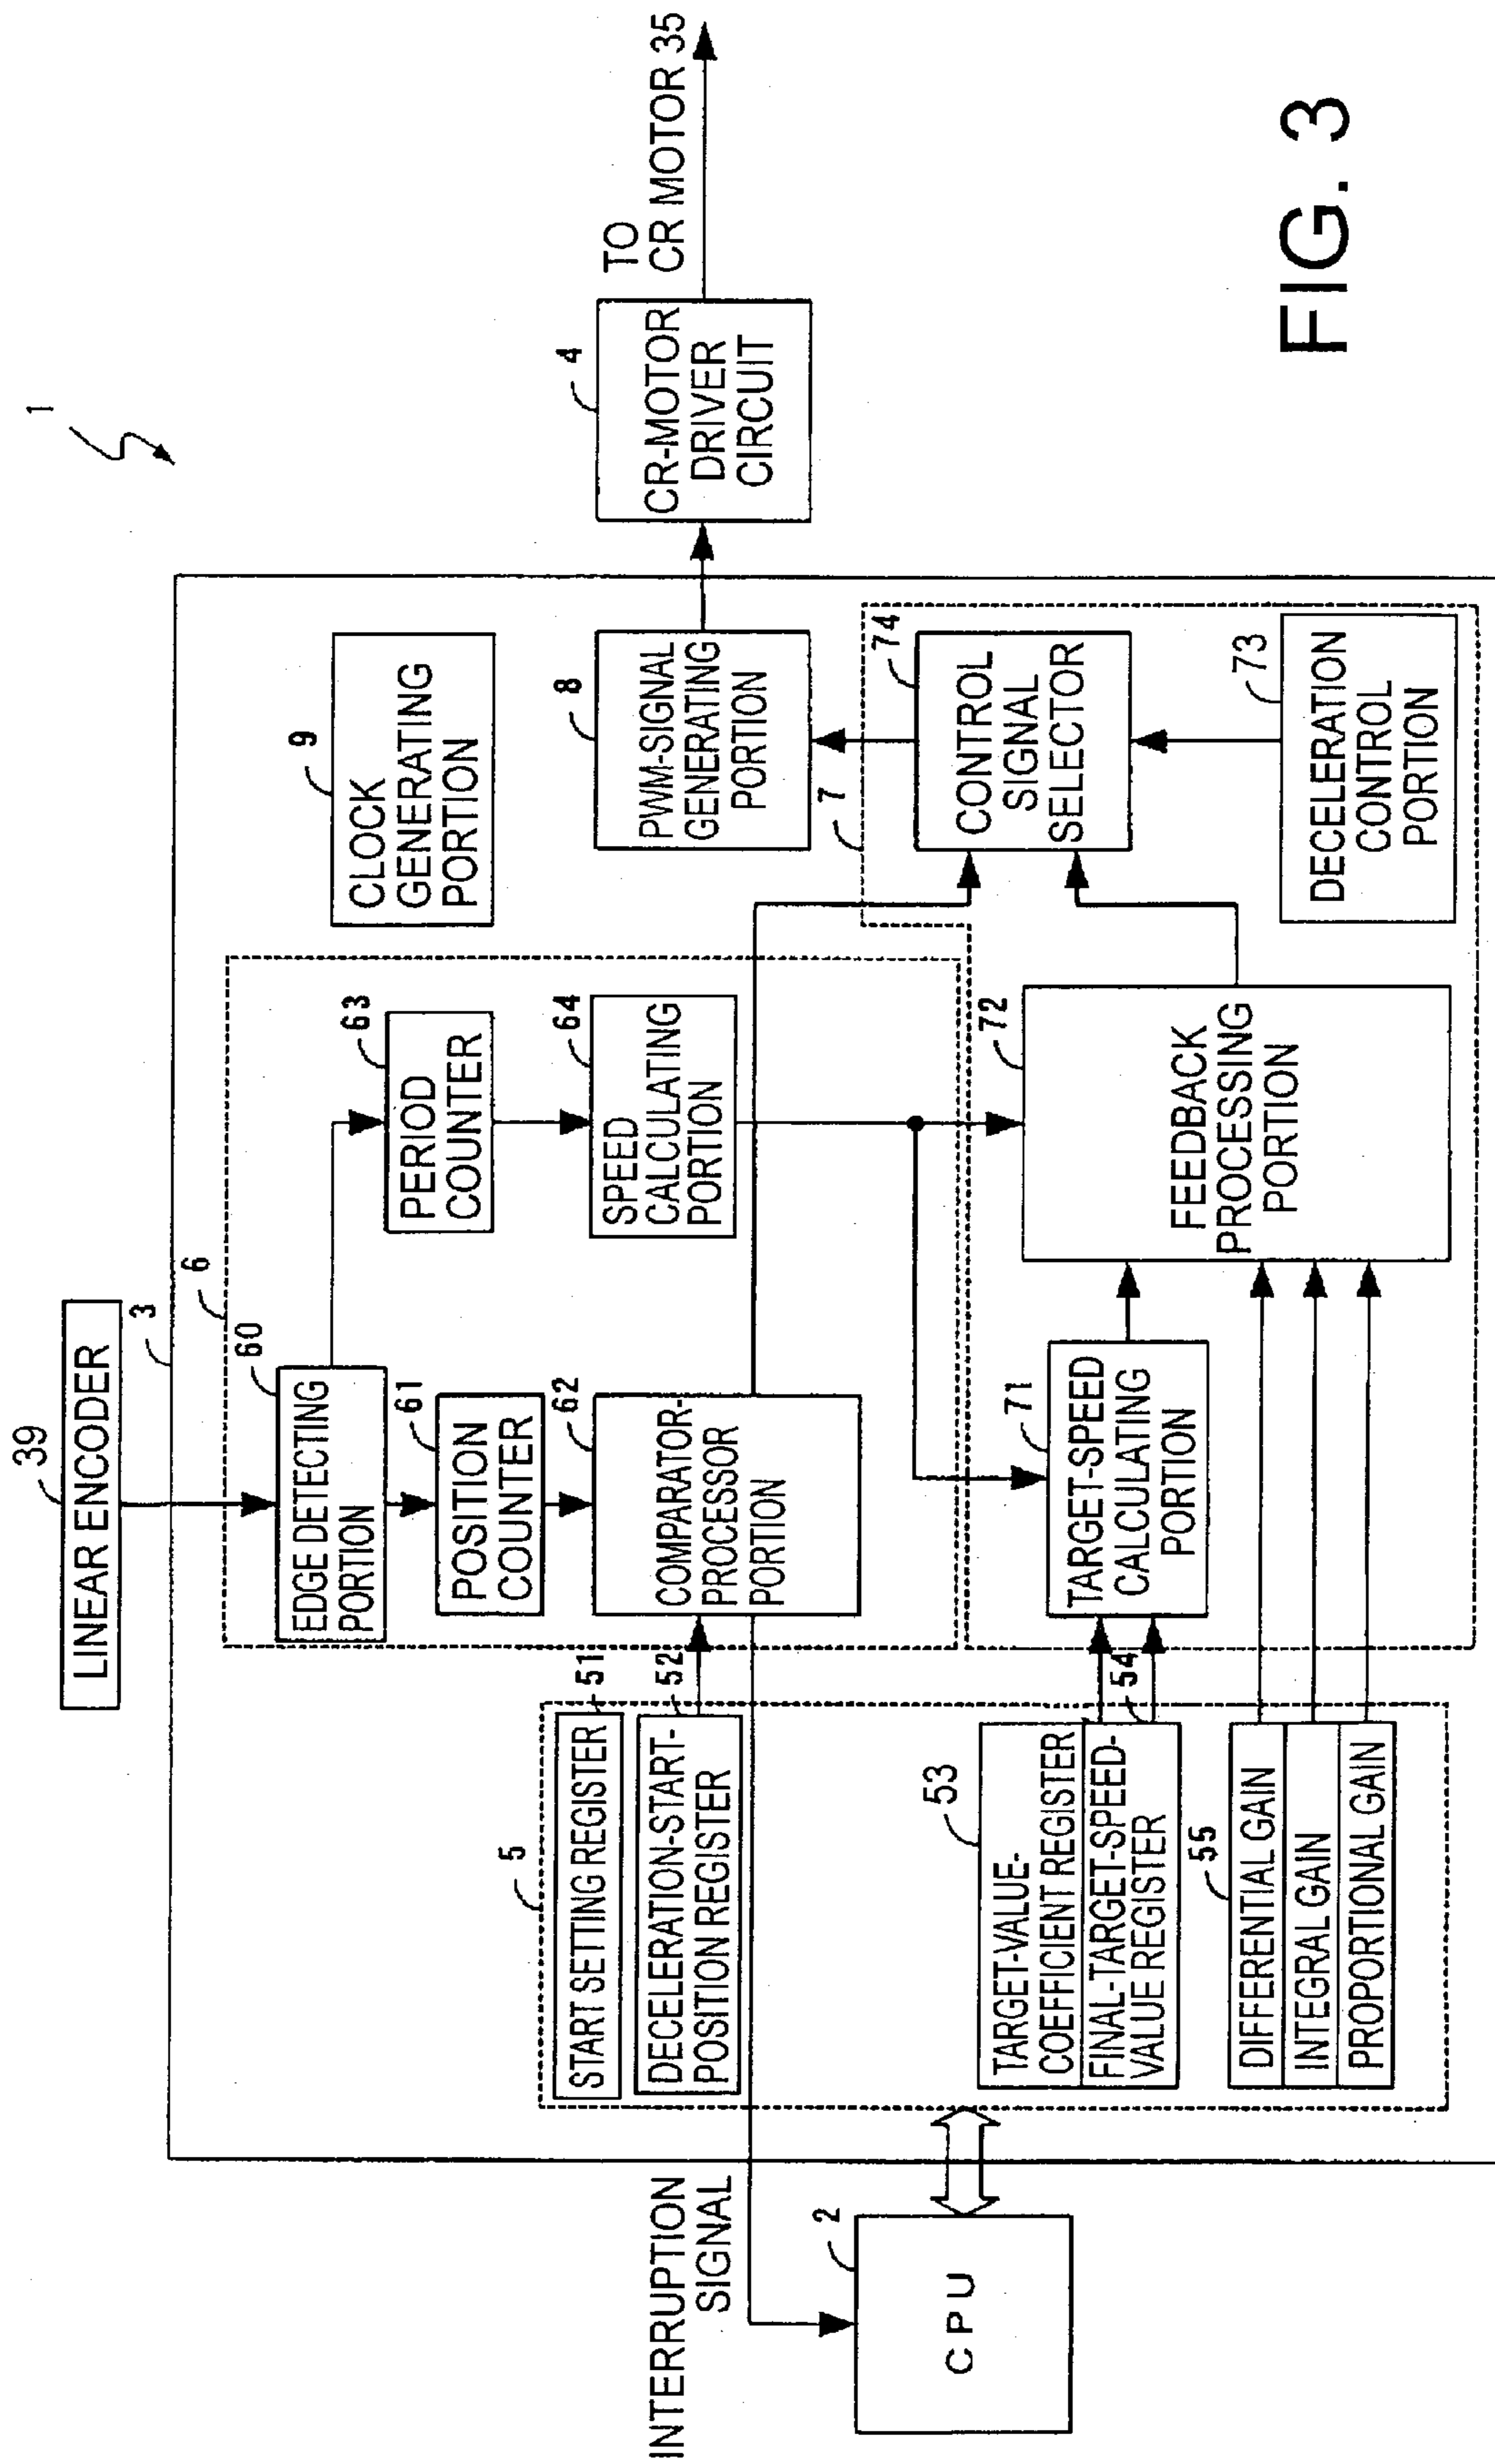 1
39
LINEAR ENCODER
3
6
60
EDGE DETECTING
PORTION
61
POSITION
COUNTER
62
COMPARATOR-
PROCESSOR
PORTION
63
PERIOD
COUNTER
64
SPEED
CALCULATING
PORTION
9
CLOCK
GENERATING
PORTION
8
PWM-SIGNAL
GENERATING
PORTION
4
CR-MOTOR
DRIVER
CIRCUIT
TO
CR MOTOR 35
5
START SETTING REGISTER
51
DECELERATION-START-
POSITION REGISTER
52
53
TARGET-VALUE-
COEFFICIENT REGISTER
54
FINAL-TARGET-SPEED-
VALUE REGISTER
55
DIFFERENTIAL GAIN
INTEGRAL GAIN
PROPORTIONAL GAIN
7
71
TARGET-SPEED
CALCULATING
PORTION
72
FEEDBACK
PROCESSING
PORTION
74
CONTROL
SIGNAL
SELECTOR
73
DECELERATION
CONTROL
PORTION
INTERRUPTION
SIGNAL
2
CPU
FIG. 3